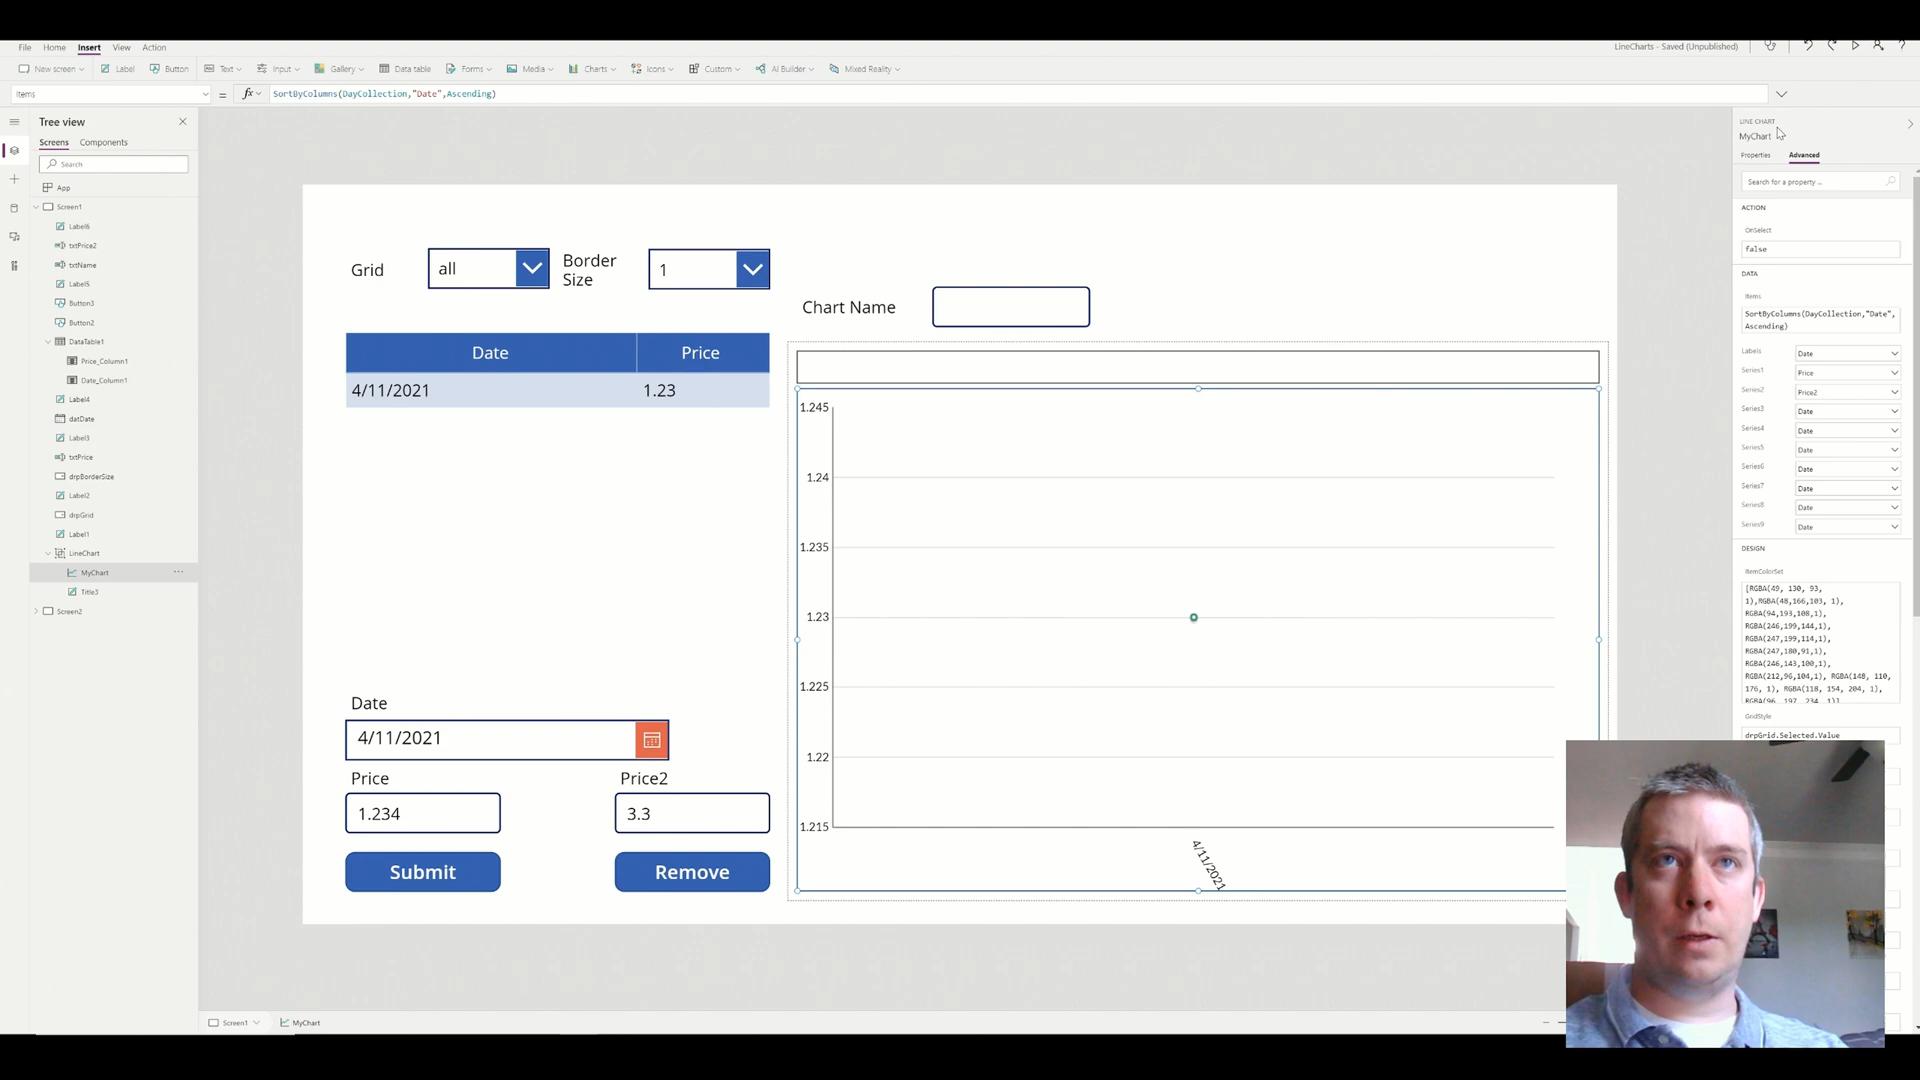 File Home Insert View Action
LineCharts - Saved (Unpublished)
New screen Label Button Text Input Gallery Data table Forms Media Charts Icons Custom AI Builder Mixed Reality
Items = fx SortByColumns(DayCollection,"Date",Ascending)
Tree view
Screens Components
Search
App
Screen1
Label6
txtPrice2
txtName
Label5
Button3
Button2
DataTable1
Price_Column1
Date_Column1
Label4
datDate
Label3
txtPrice
drpBorderSize
Label2
drpGrid
Label1
LineChart
MyChart
Title3
Screen2
Grid all Border Size 1
Chart Name
Date Price
4/11/2021 1.23
1.245
1.24
1.235
1.23
1.225
1.22
1.215
4/11/2021
Date
4/11/2021
Price Price2
1.234 3.3
Submit Remove
LINE CHART
MyChart
Properties Advanced
Search for a property ...
ACTION
OnSelect
false
DATA
Items
SortByColumns(DayCollection,"Date",
Ascending)
Labels Date
Series1 Price
Series2 Price2
Series3 Date
Series4 Date
Series5 Date
Series6 Date
Series7 Date
Series8 Date
Series9 Date
DESIGN
ItemColorSet
[RGBA(49, 130, 93,
1),RGBA(48,166,103, 1),
RGBA(94,193,108,1),
RGBA(246,199,144,1),
RGBA(247,199,114,1),
RGBA(247,180,91,1),
RGBA(246,143,100,1),
RGBA(212,96,104,1), RGBA(148, 110,
176, 1), RGBA(118, 154, 204, 1),
RGBA(96, 197, 234, 1)]
GridStyle
drpGrid.Selected.Value
Screen1 MyChart